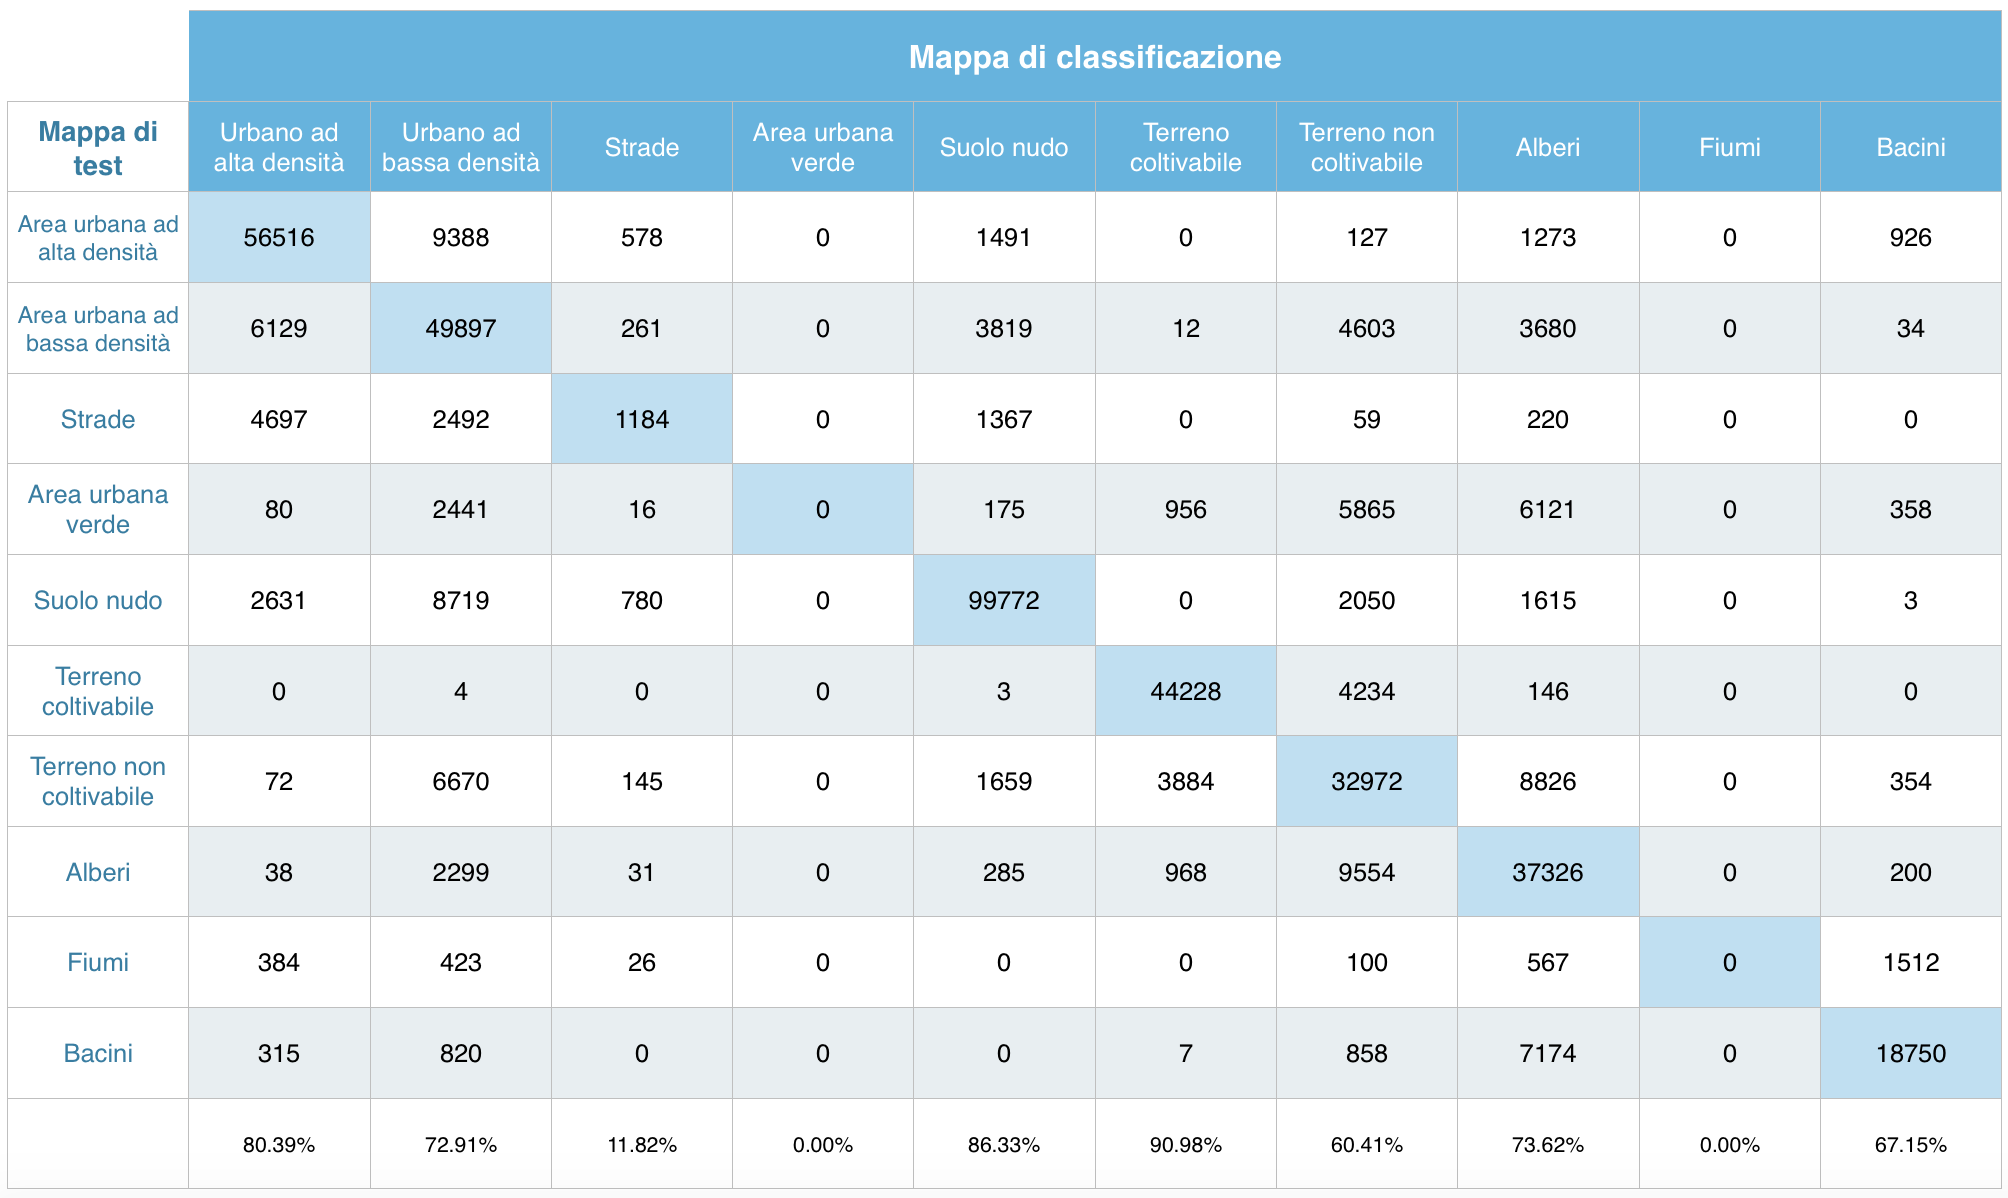 Mappa di classificazione
Mappa di test Urbano ad alta densità Urbano ad bassa densità Strade Area urbana verde Suolo nudo Terreno coltivabile Terreno non coltivabile Alberi Fiumi Bacini
Area urbana ad alta densità 56516 9388 578 0 1491 0 127 1273 0 926
Area urbana ad bassa densità 6129 49897 261 0 3819 12 4603 3680 0 34
Strade 4697 2492 1184 0 1367 0 59 220 0 0
Area urbana verde 80 2441 16 0 175 956 5865 6121 0 358
Suolo nudo 2631 8719 780 0 99772 0 2050 1615 0 3
Terreno coltivabile 0 4 0 0 3 44228 4234 146 0 0
Terreno non coltivabile 72 6670 145 0 1659 3884 32972 8826 0 354
Alberi 38 2299 31 0 285 968 9554 37326 0 200
Fiumi 384 423 26 0 0 0 100 567 0 1512
Bacini 315 820 0 0 0 7 858 7174 0 18750
80.39% 72.91% 11.82% 0.00% 86.33% 90.98% 60.41% 73.62% 0.00% 67.15%